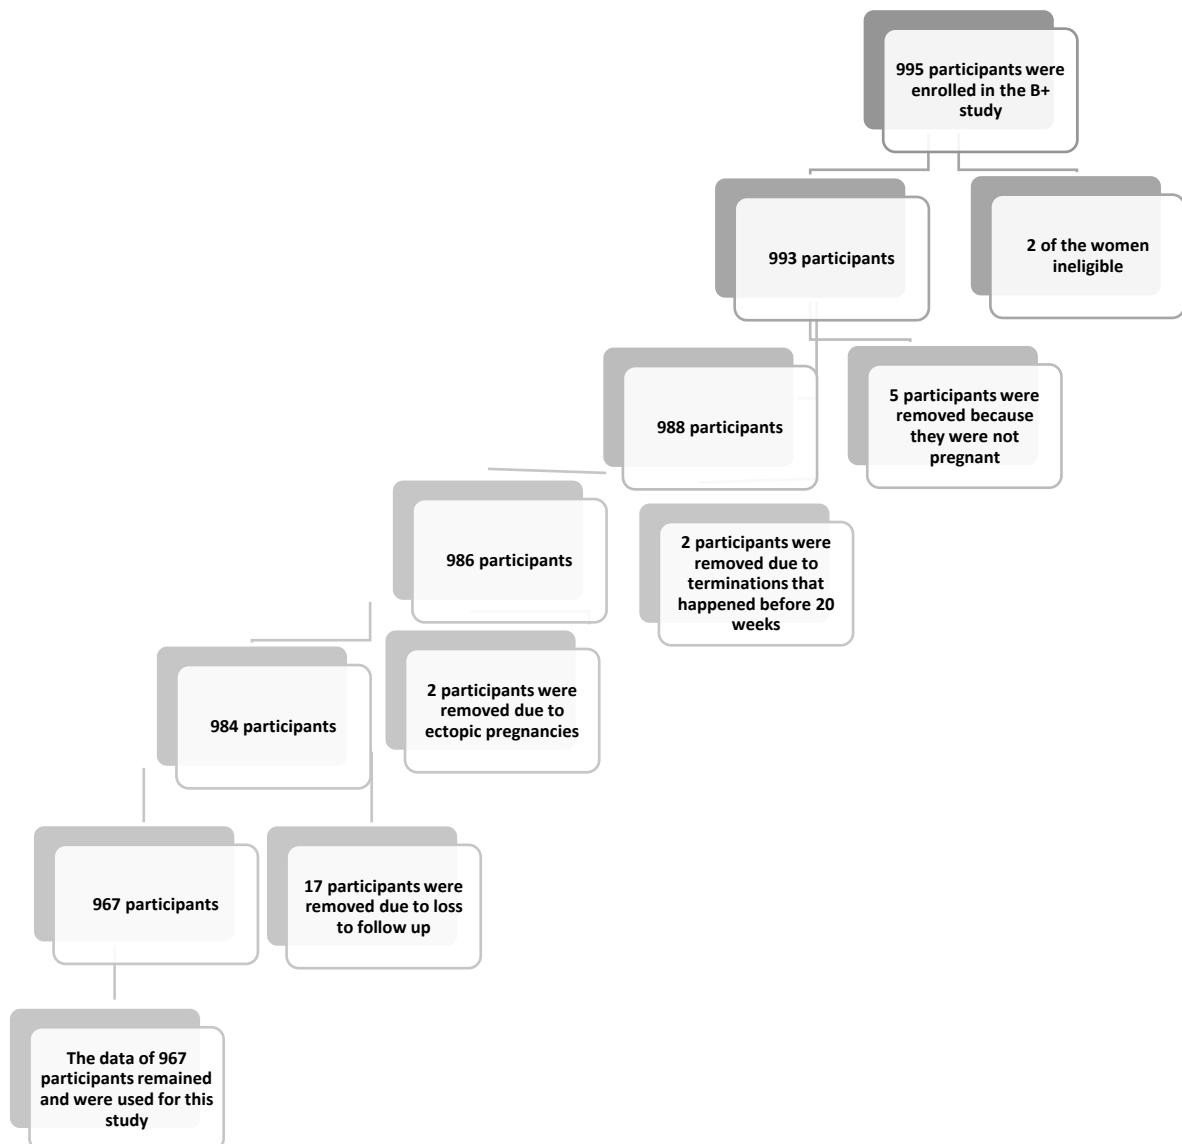 995 participants were
enrolled in the B+
study
993 participants
2 of the women
ineligible
988 participants
5 participants were
removed because
they were not
pregnant
986 participants
2 participants were
removed due to
terminations that
happened before 20
weeks
984 participants
2 participants were
removed due to
ectopic pregnancies
967 participants
17 participants were
removed due to loss
to follow up
The data of 967
participants remained
and were used for this
study